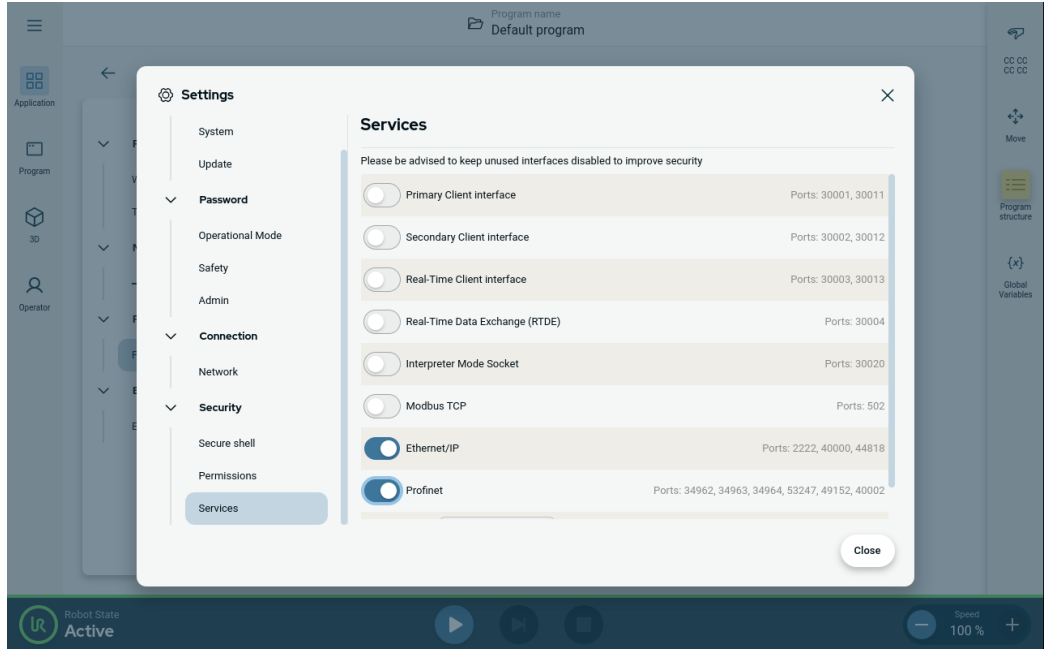 Program name
Default program
Application
Program
3D
Operator
Settings
System
Update
Password
Operational Mode
Safety
Admin
Connection
Network
Security
Secure shell
Permissions
Services
Services
Please be advised to keep unused interfaces disabled to improve security
Primary Client interface Ports: 30001, 30011
Secondary Client interface Ports: 30002, 30012
Real-Time Client interface Ports: 30003, 30013
Real-Time Data Exchange (RTDE) Ports: 30004
Interpreter Mode Socket Ports: 30020
Modbus TCP Ports: 502
Ethernet/IP Ports: 2222, 40000, 44818
Profinet Ports: 34962, 34963, 34964, 53247, 49152, 40002
Close
CC CC
CC CC
Move
Program
structure
{x}
Global
Variables
UR
Robot State
Active
Speed
100 %